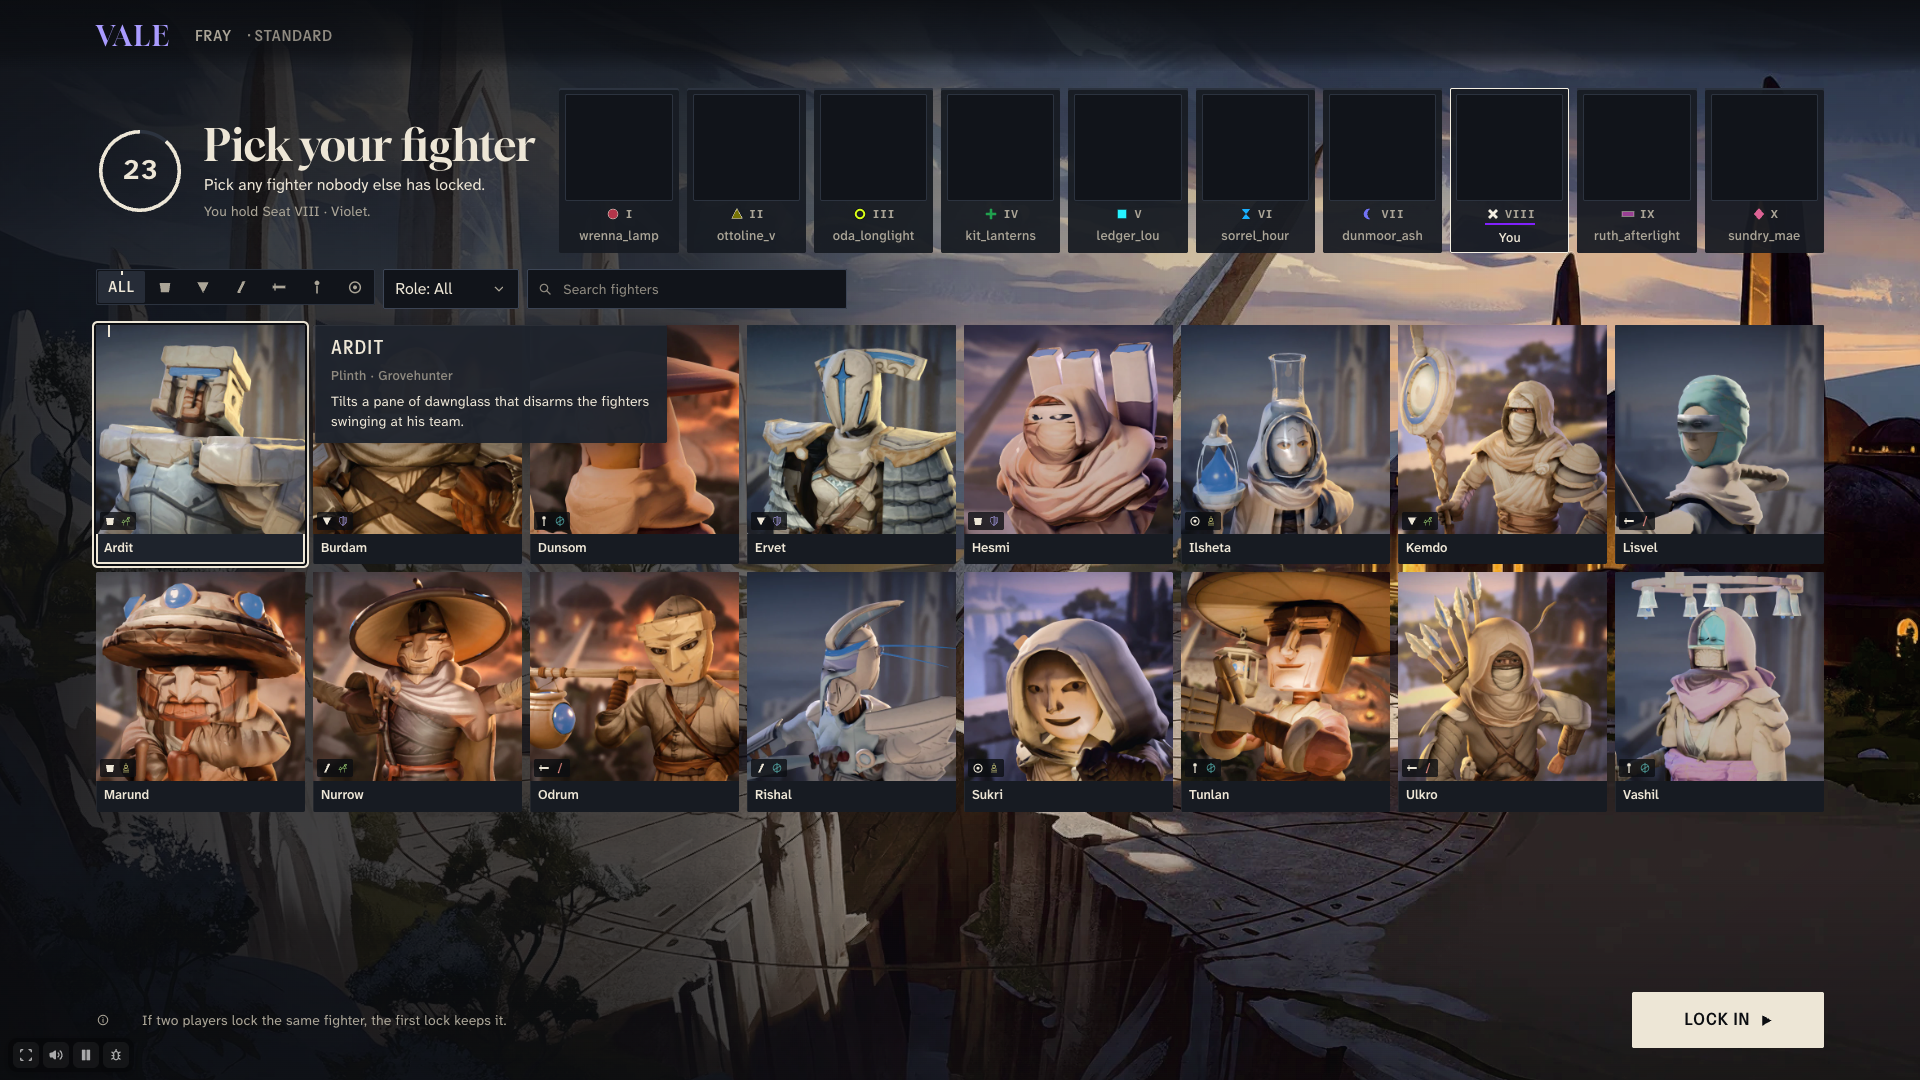 VALE FRAY · STANDARD
23
Pick your fighter
Pick any fighter nobody else has locked.
You hold Seat VIII · Violet.
I
wrenna_lamp
II
ottoline_v
III
oda_longlight
IV
kit_lanterns
V
ledger_lou
VI
sorrel_hour
VII
dunmoor_ash
VIII
You
IX
ruth_afterlight
X
sundry_mae
ALL
Role: All
Search fighters
ARDIT
Plinth · Grovehunter
Tilts a pane of dawnglass that disarms the fighters
swinging at his team.
Ardit
Burdam
Dunsom
Ervet
Hesmi
Ilsheta
Kemdo
Lisvel
Marund
Nurrow
Odrum
Rishal
Sukri
Tunlan
Ulkro
Vashil
If two players lock the same fighter, the first lock keeps it.
LOCK IN